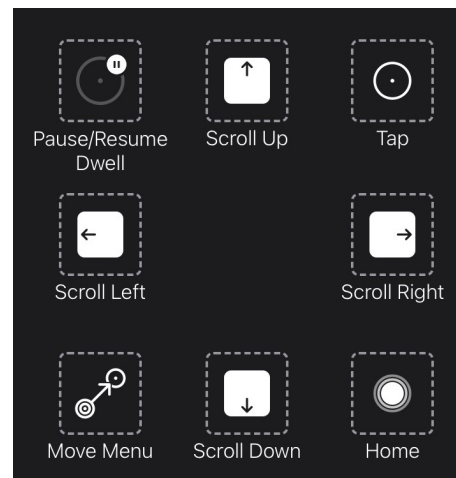 Pause/Resume
Dwell
Scroll Up
Tap
Scroll Left
Scroll Right
Move Menu
Scroll Down
Home